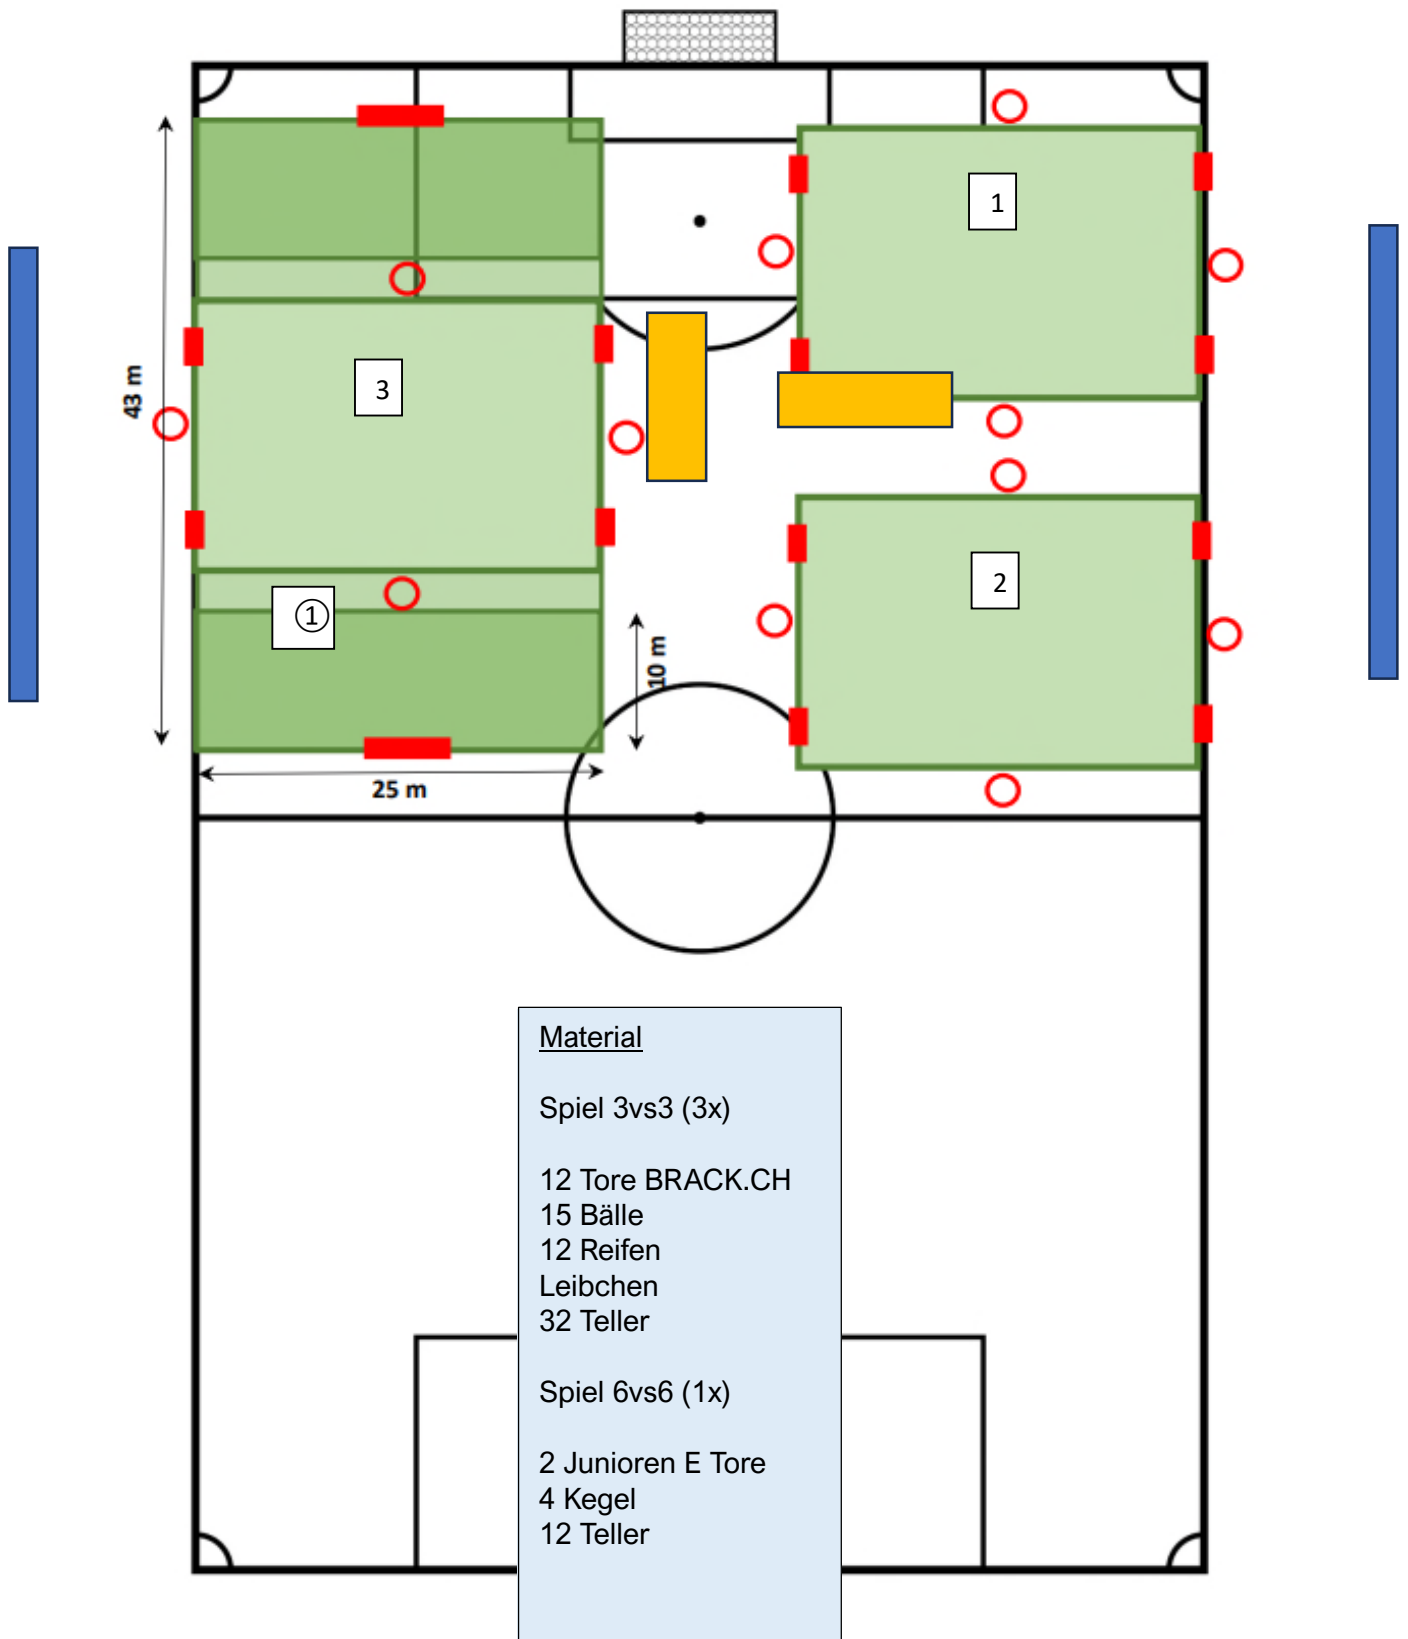 1
43 m
3
2
①
10 m
25 m
Material
Spiel 3vs3 (3x)
12 Tore BRACK.CH
15 Bälle
12 Reifen
Leibchen
32 Teller
Spiel 6vs6 (1x)
2 Junioren E Tore
4 Kegel
12 Teller